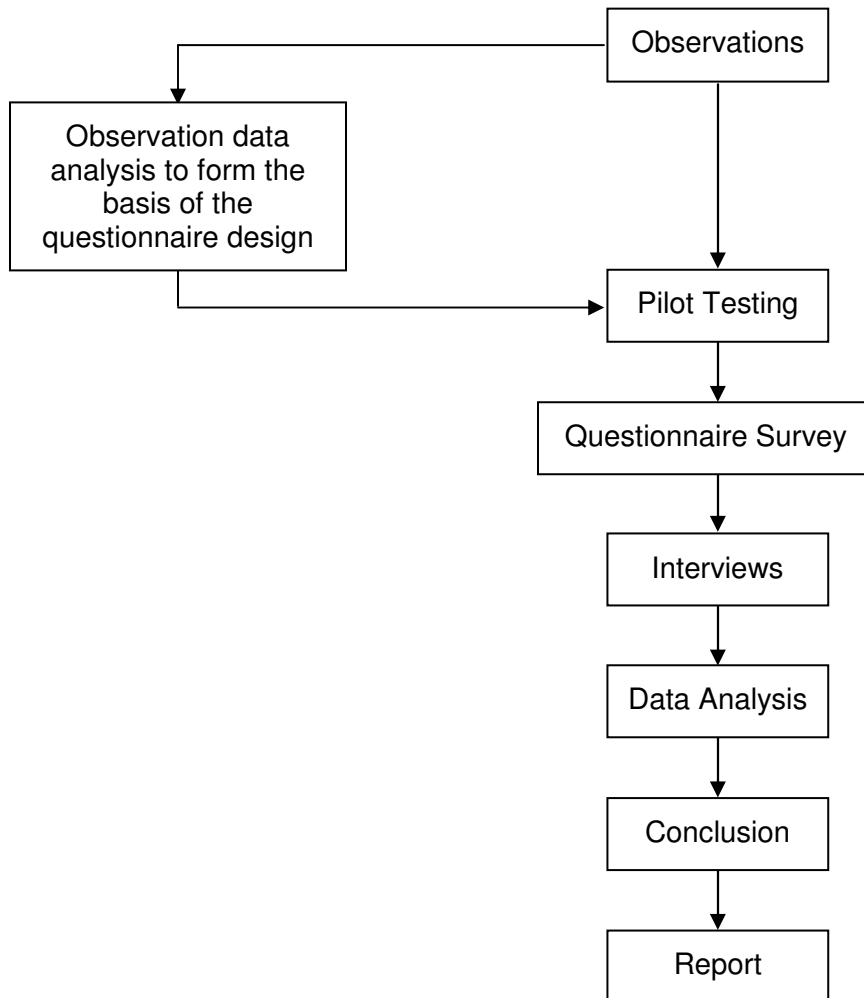 Observations
Observation data
analysis to form the
basis of the
questionnaire design
Pilot Testing
Questionnaire Survey
Interviews
Data Analysis
Conclusion
Report